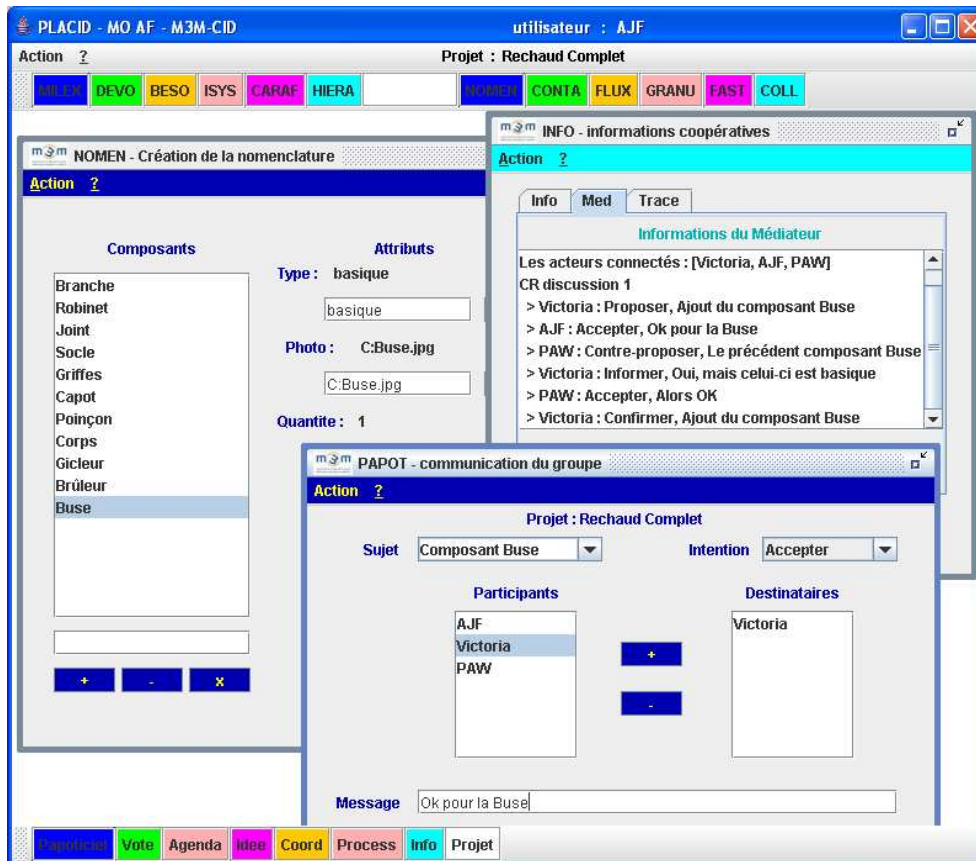 PLACID - MO AF - M3M-CID utilisateur : AJF
Action ? Projet : Rechaud Complet
MILEX DEVO BESO ISYS CARAF HIERA NOMEN CONTA FLUX GRANU FAST COLL
m3m NOMEN - Création de la nomenclature
Action ?
Composants
Branche
Robinet
Joint
Socle
Griffes
Capot
Poinçon
Corps
Gicleur
Brûleur
Buse
+ - x
Attributs
Type : basique
basique
Photo : C:Buse.jpg
C:Buse.jpg
Quantite : 1
m3m INFO - informations coopératives
Action ?
Info Med Trace
Informations du Médiateur
Les acteurs connectés : [Victoria, AJF, PAW]
CR discussion 1
> Victoria : Proposer, Ajout du composant Buse
> AJF : Accepter, Ok pour la Buse
> PAW : Contre-proposer, Le précédent composant Buse
> Victoria : Informer, Oui, mais celui-ci est basique
> PAW : Accepter, Alors OK
> Victoria : Confirmer, Ajout du composant Buse
m3m PAPOT - communication du groupe
Action ?
Projet : Rechaud Complet
Sujet Composant Buse Intention Accepter
Participants
AJF
Victoria
PAW
+
-
Destinataires
Victoria
Message Ok pour la Buse
Papoticiel Vote Agenda Idee Coord Process Info Projet